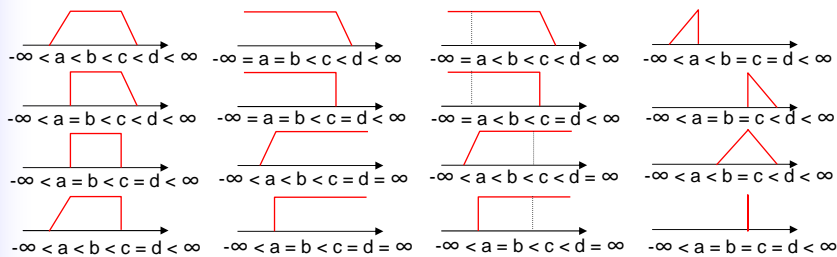 -∞ < a < b < c < d < ∞
-∞ = a = b < c < d < ∞
-∞ = a < b < c < d < ∞
-∞ < a < b = c = d < ∞
-∞ < a = b < c < d < ∞
-∞ = a = b < c = d < ∞
-∞ = a < b < c = d < ∞
-∞ < a = b = c < d < ∞
-∞ < a = b < c = d < ∞
-∞ < a < b < c = d = ∞
-∞ < a < b < c < d = ∞
-∞ < a < b = c < d < ∞
-∞ < a < b < c = d < ∞
-∞ < a = b < c = d = ∞
-∞ < a = b < c < d = ∞
-∞ < a = b = c = d < ∞